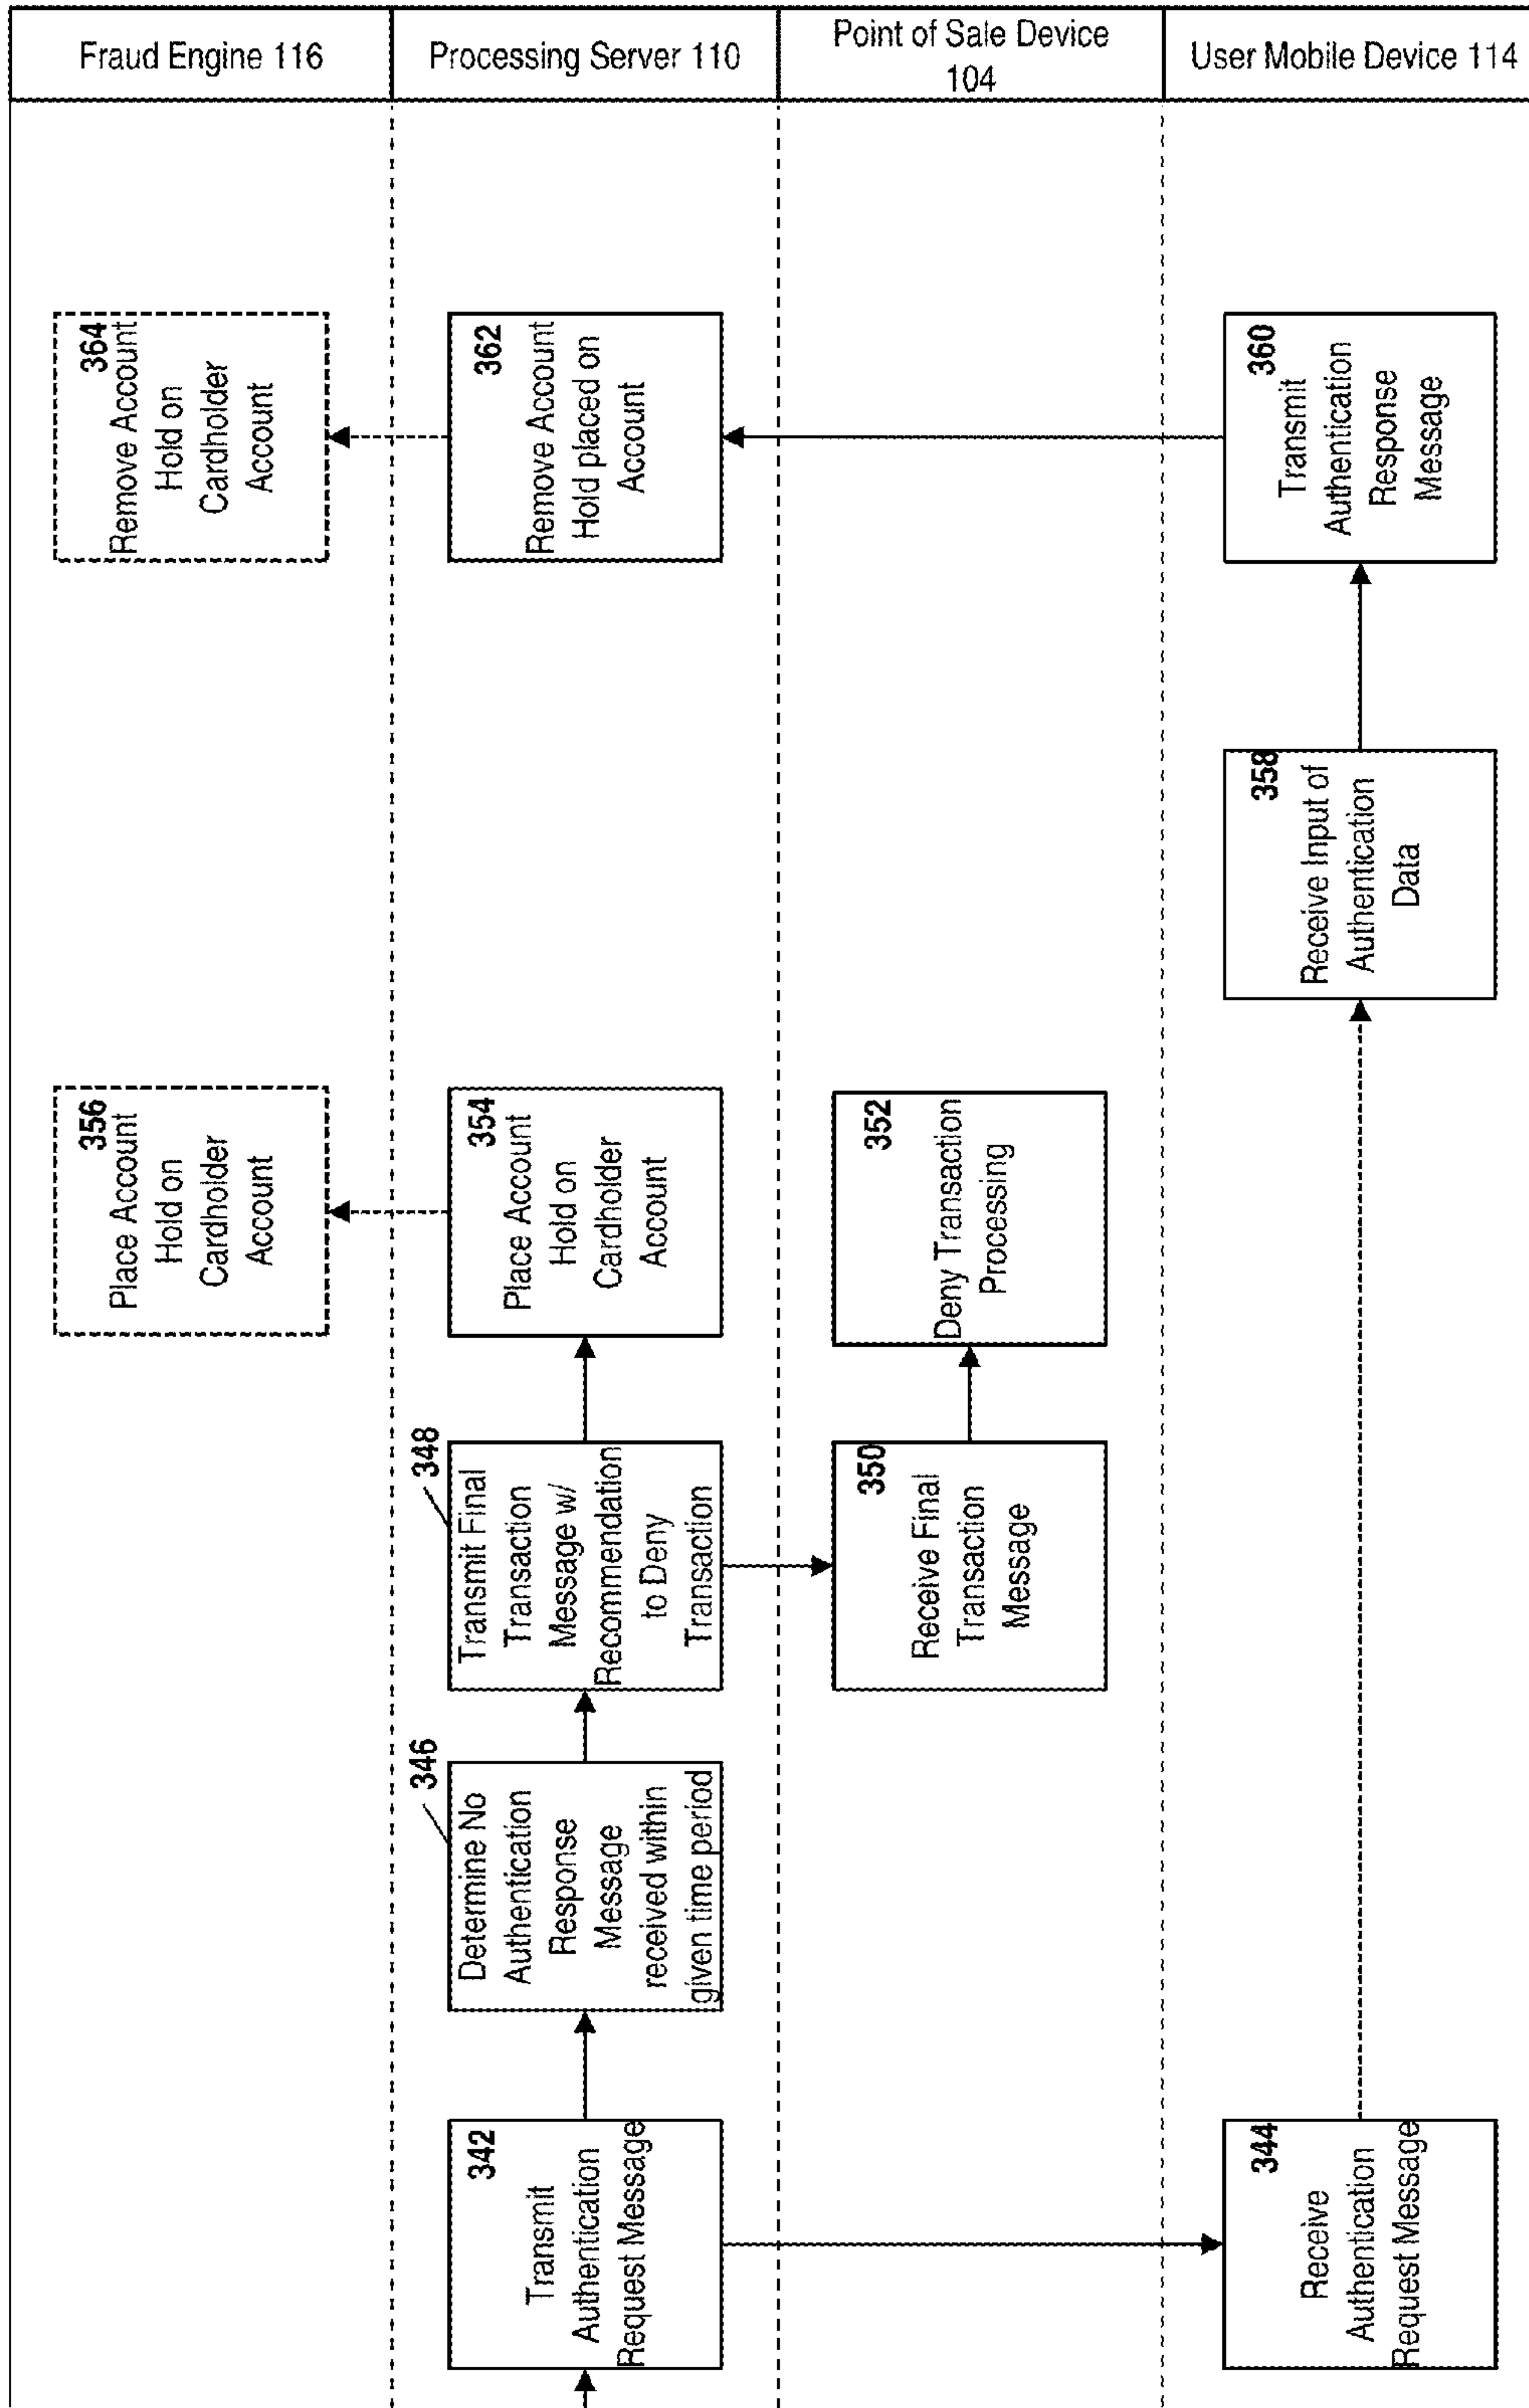 Fraud Engine 116
Processing Server 110
Point of Sale Device
104
User Mobile Device 114
364
Remove Account
Hold on
Cardholder
Account
362
Remove Account
Hold placed on
Account
360
Transmit
Authentication
Response
Message
358
Receive Input of
Authentication
Data
356
Place Account
Hold on
Cardholder
Account
354
Place Account
Hold on
Cardholder
Account
352
Deny Transaction
Processing
348
Transmit Final
Transaction
Message w/
Recommendation
to Deny
Transaction
350
Receive Final
Transaction
Message
346
Determine No
Authentication
Response
Message
received within
given time period
342
Transmit
Authentication
Request Message
344
Receive
Authentication
Request Message